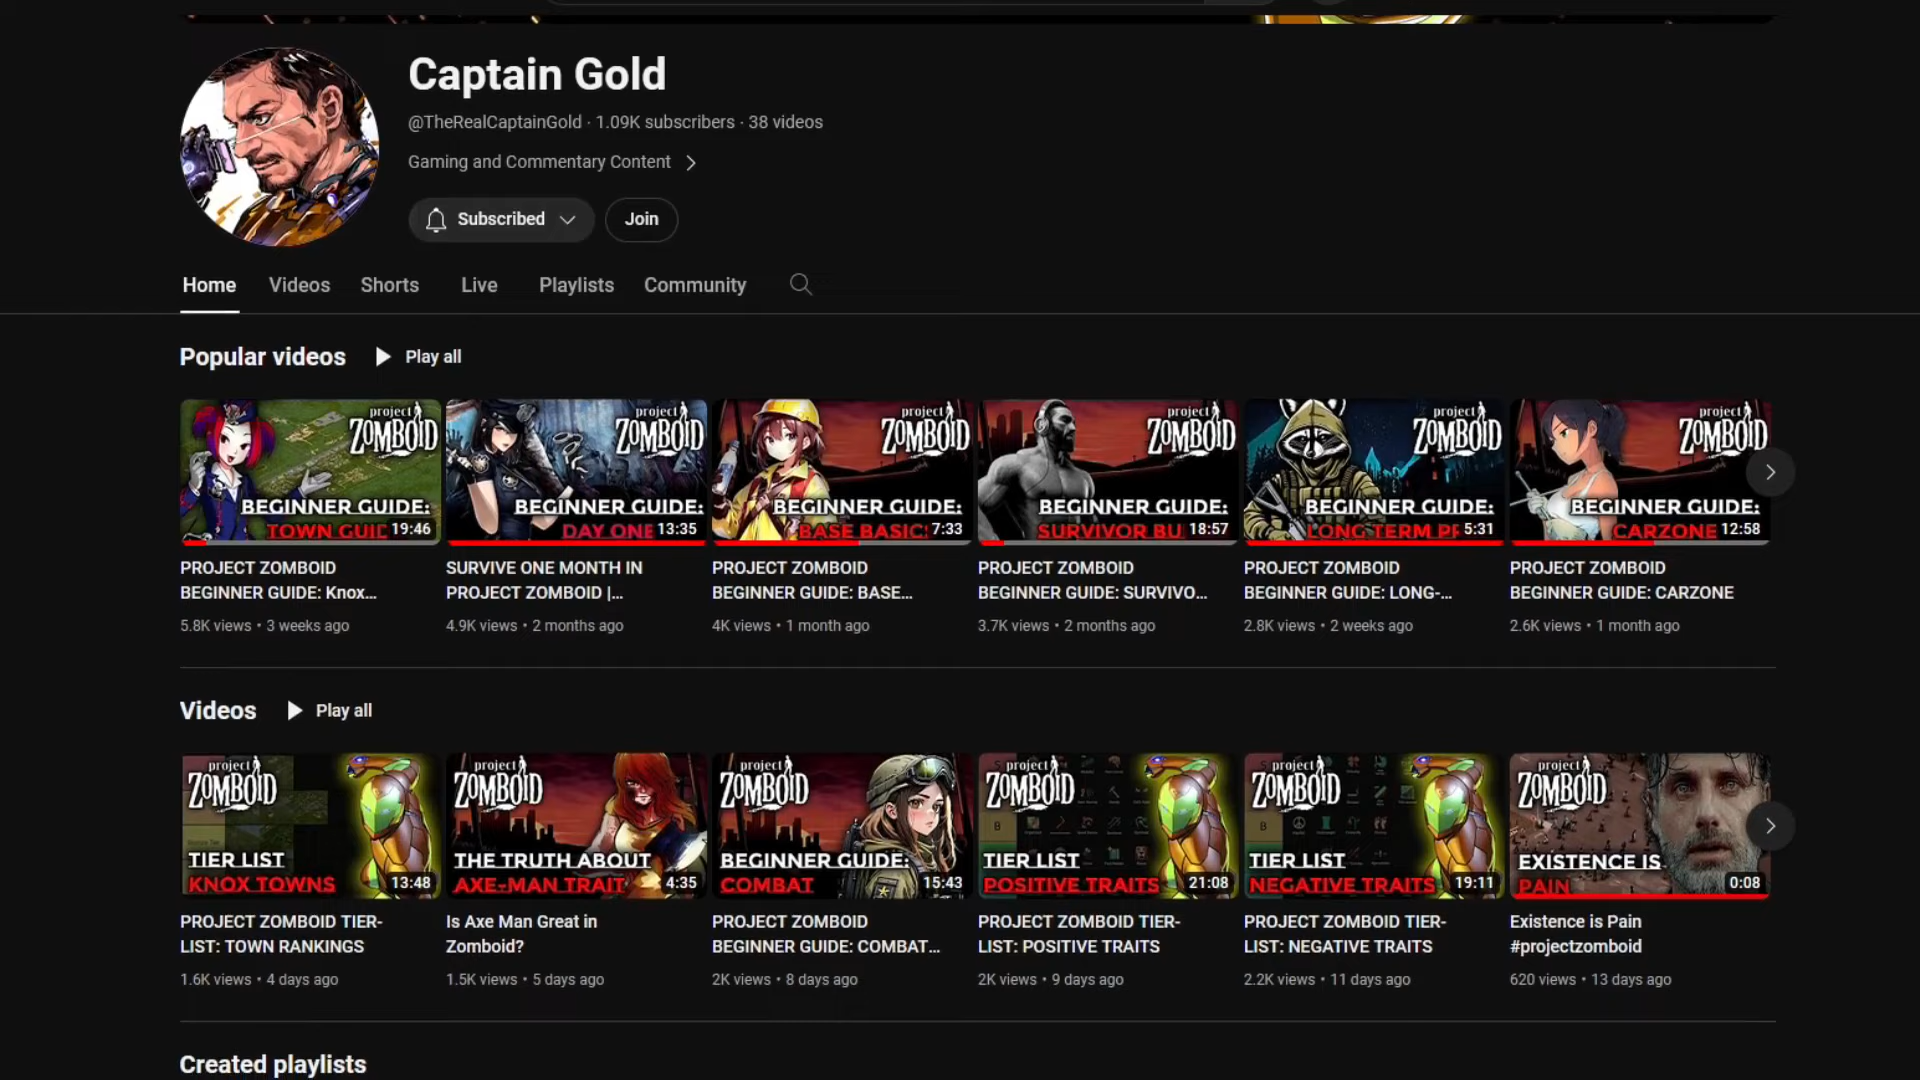 Captain Gold
@TheRealCaptainGold · 1.09K subscribers · 38 videos
Gaming and Commentary Content
Subscribed
Join
Home Videos Shorts Live Playlists Community
Popular videos
Play all
project ZOMBOID
BEGINNER GUIDE:
TOWN GUID
19:46
project ZOMBOID
BEGINNER GUIDE:
DAY ONE
13:35
project ZOMBOID
BEGINNER GUIDE:
BASE BASICS
7:33
project ZOMBOID
BEGINNER GUIDE:
SURVIVOR BU
18:57
project ZOMBOID
BEGINNER GUIDE:
LONG TERM PR
5:31
project ZOMBOID
BEGINNER GUIDE:
CARZONE
12:58
PROJECT ZOMBOID
BEGINNER GUIDE: Knox...
5.8K views • 3 weeks ago
SURVIVE ONE MONTH IN
PROJECT ZOMBOID |...
4.9K views • 2 months ago
PROJECT ZOMBOID
BEGINNER GUIDE: BASE...
4K views • 1 month ago
PROJECT ZOMBOID
BEGINNER GUIDE: SURVIVO...
3.7K views • 2 months ago
PROJECT ZOMBOID
BEGINNER GUIDE: LONG-...
2.8K views • 2 weeks ago
PROJECT ZOMBOID
BEGINNER GUIDE: CARZONE
2.6K views • 1 month ago
Videos
Play all
project ZOMBOID
TIER LIST
KNOX TOWNS
13:48
project ZOMBOID
THE TRUTH ABOUT
AXE-MAN TRAIT
4:35
project ZOMBOID
BEGINNER GUIDE:
COMBAT
15:43
project ZOMBOID
B
TIER LIST
POSITIVE TRAITS
21:08
project ZOMBOID
B
TIER LIST
NEGATIVE TRAITS
19:11
project ZOMBOID
EXISTENCE IS
PAIN
0:08
PROJECT ZOMBOID TIER-
LIST: TOWN RANKINGS
1.6K views • 4 days ago
Is Axe Man Great in
Zomboid?
1.5K views • 5 days ago
PROJECT ZOMBOID
BEGINNER GUIDE: COMBAT...
2K views • 8 days ago
PROJECT ZOMBOID TIER-
LIST: POSITIVE TRAITS
2K views • 9 days ago
PROJECT ZOMBOID TIER-
LIST: NEGATIVE TRAITS
2.2K views • 11 days ago
Existence is Pain
#projectzomboid
620 views • 13 days ago
Created playlists